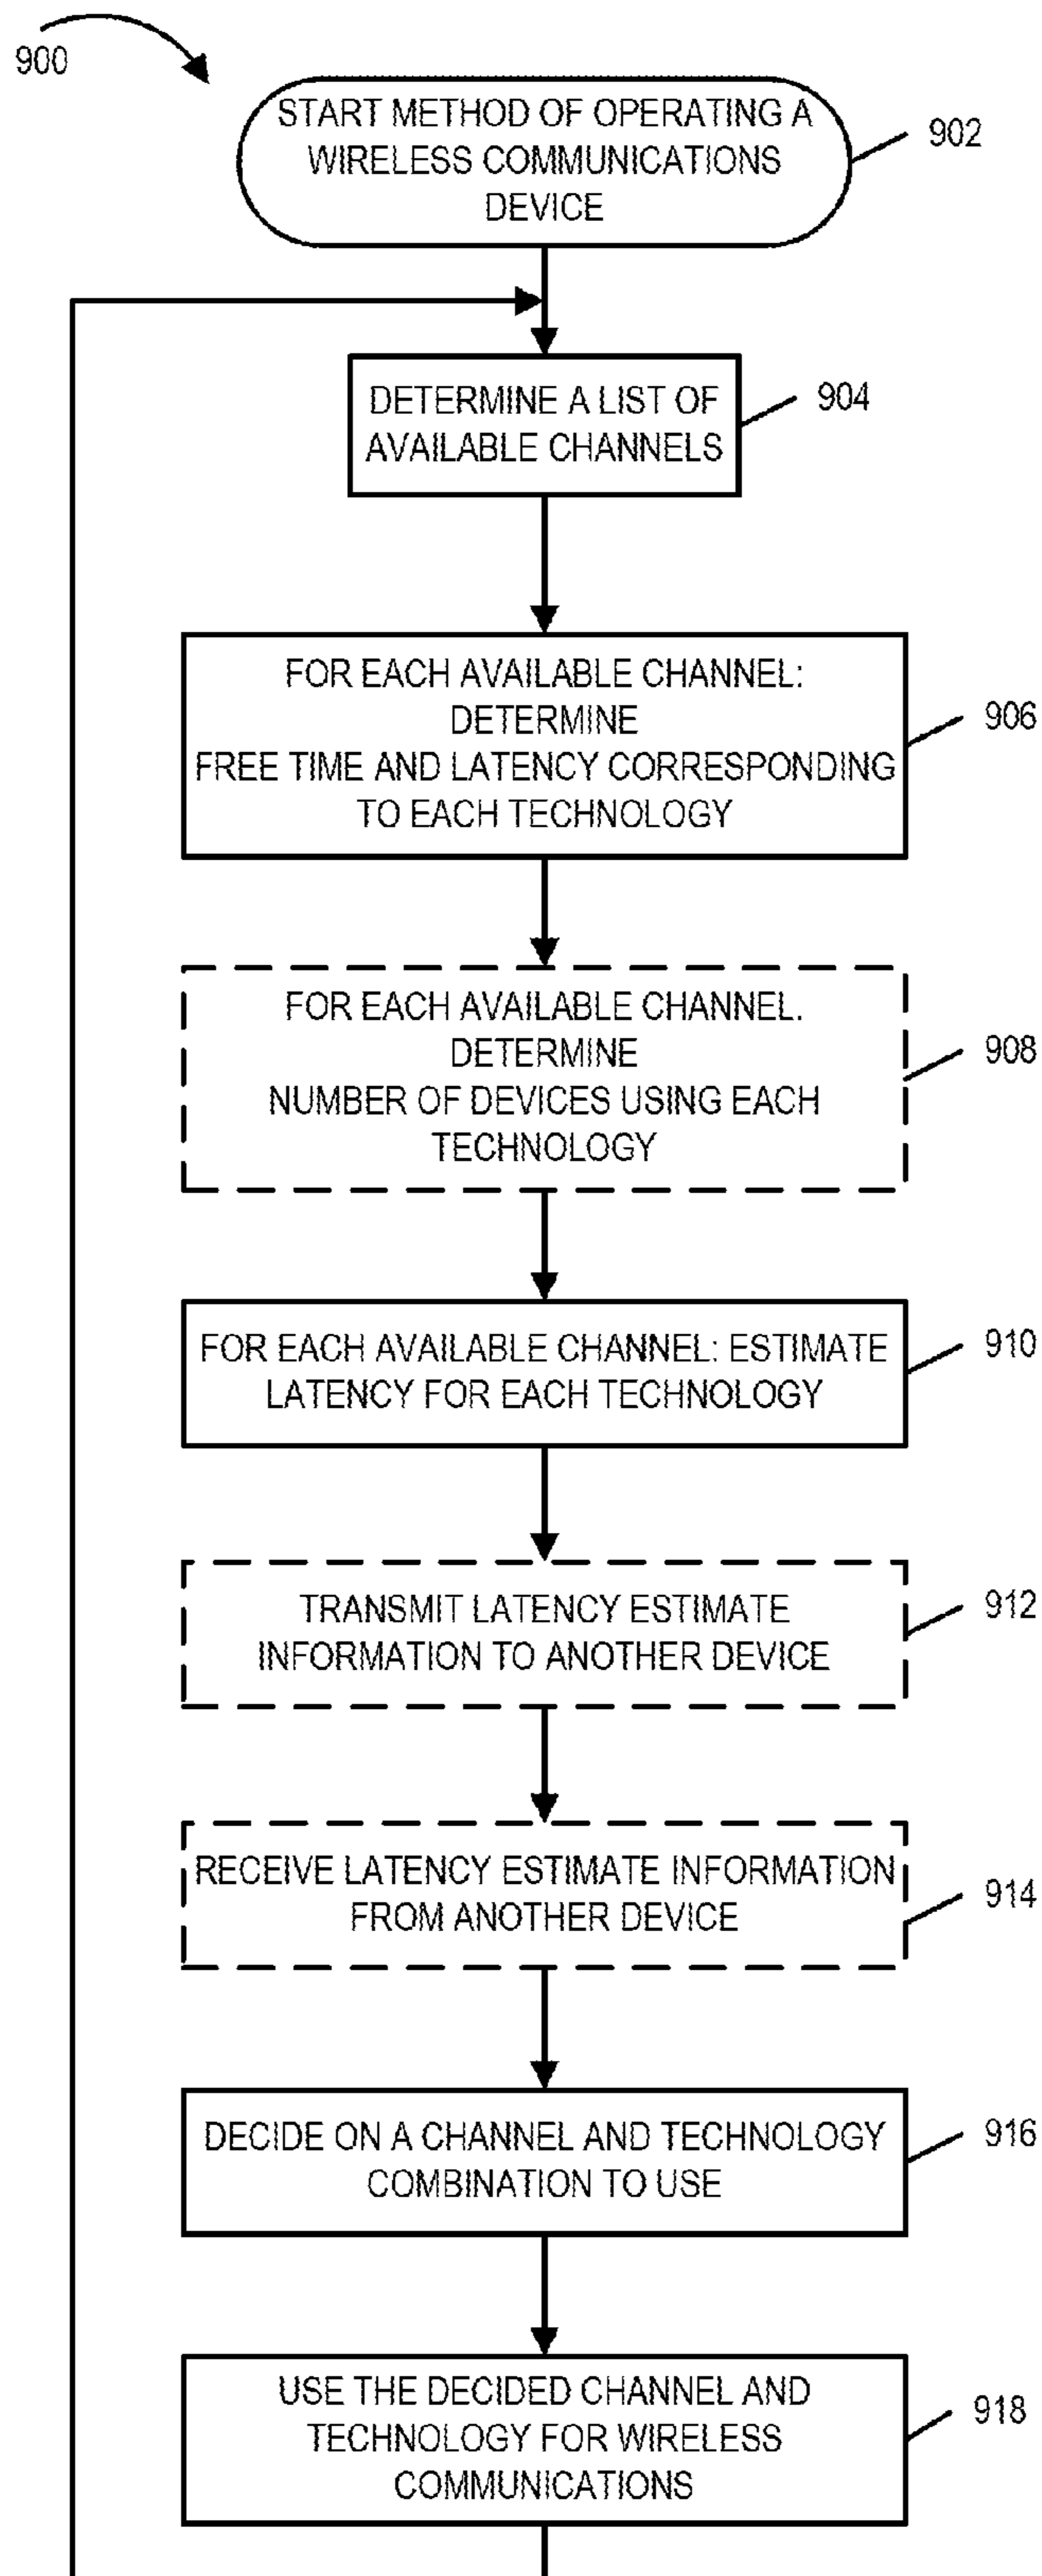 900
START METHOD OF OPERATING A
WIRELESS COMMUNICATIONS
DEVICE
902
DETERMINE A LIST OF
AVAILABLE CHANNELS
904
FOR EACH AVAILABLE CHANNEL:
DETERMINE
FREE TIME AND LATENCY CORRESPONDING
TO EACH TECHNOLOGY
906
FOR EACH AVAILABLE CHANNEL.
DETERMINE
NUMBER OF DEVICES USING EACH
TECHNOLOGY
908
FOR EACH AVAILABLE CHANNEL: ESTIMATE
LATENCY FOR EACH TECHNOLOGY
910
TRANSMIT LATENCY ESTIMATE
INFORMATION TO ANOTHER DEVICE
912
RECEIVE LATENCY ESTIMATE INFORMATION
FROM ANOTHER DEVICE
914
DECIDE ON A CHANNEL AND TECHNOLOGY
COMBINATION TO USE
916
USE THE DECIDED CHANNEL AND
TECHNOLOGY FOR WIRELESS
COMMUNICATIONS
918